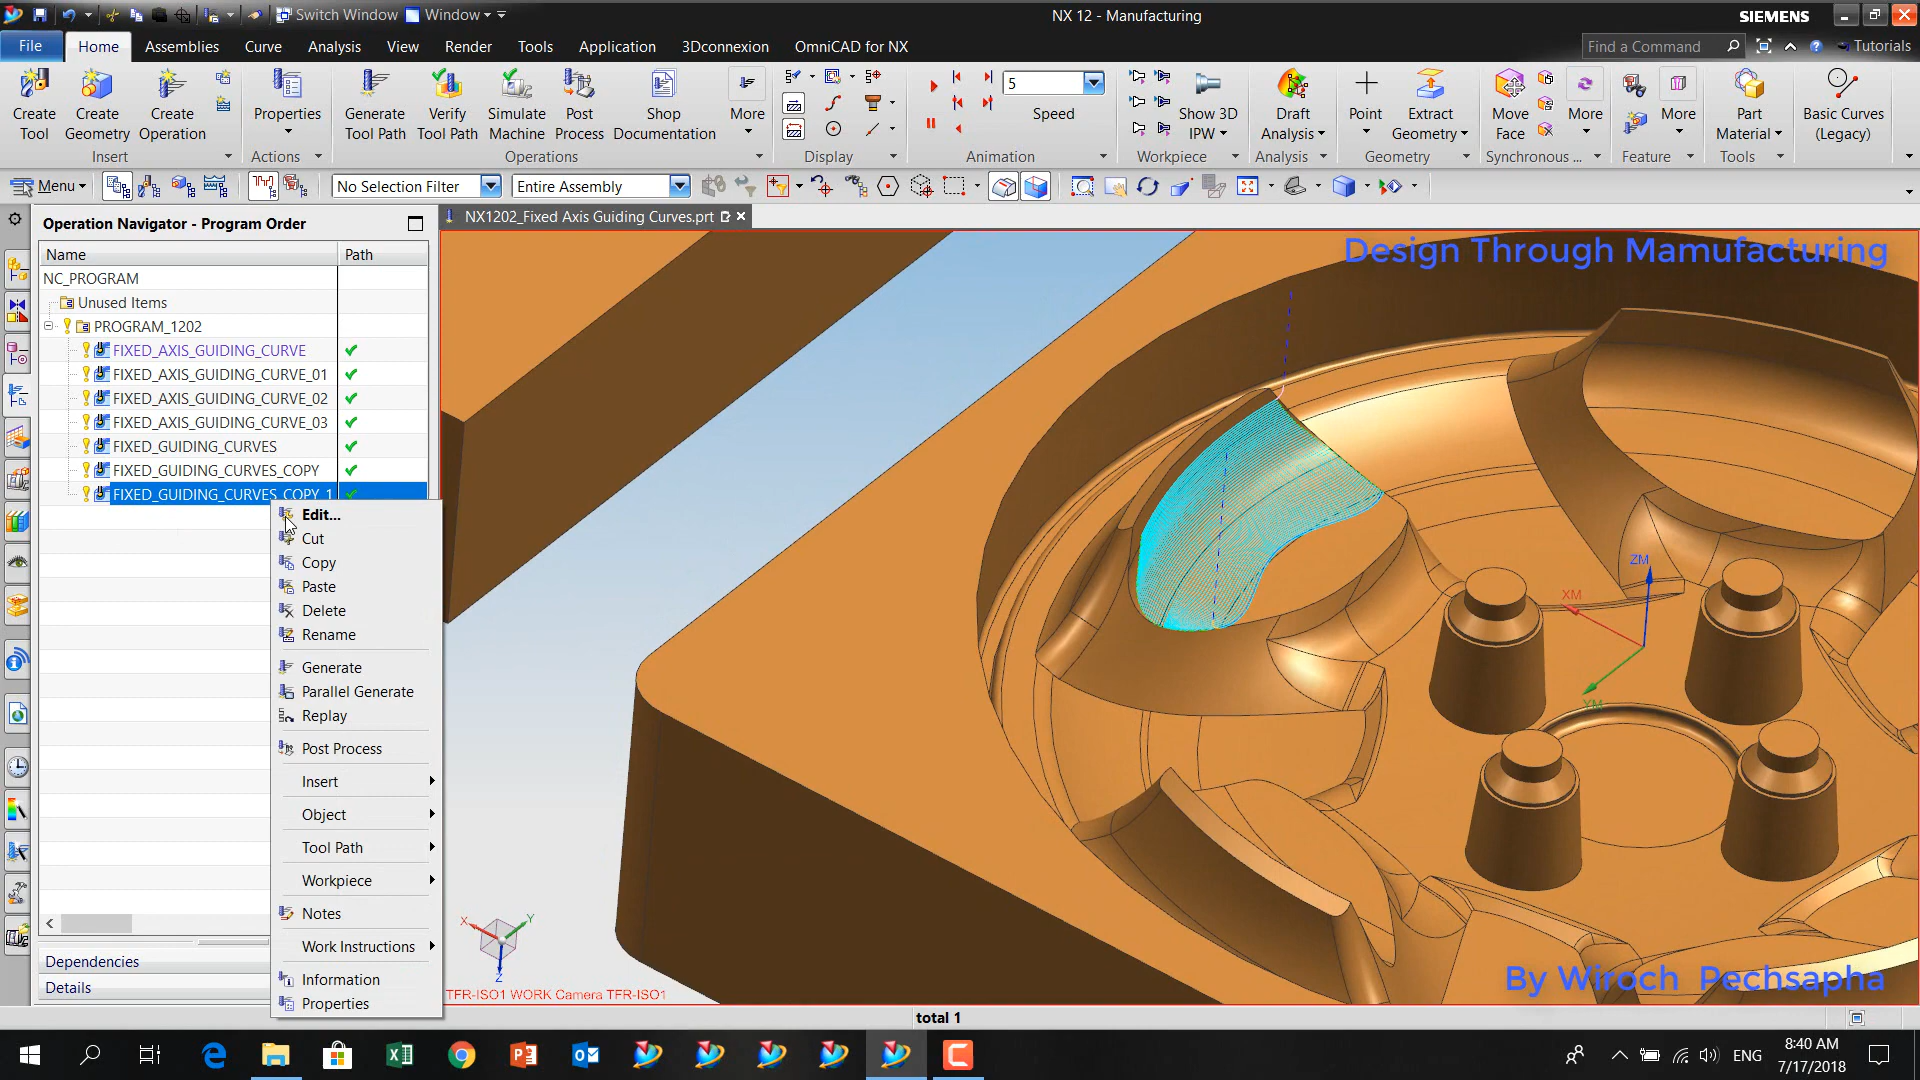 Switch Window
Window
NX 12 - Manufacturing
SIEMENS
File
Home
Assemblies
Curve
Analysis
View
Render
Tools
Application
3Dconnexion
OmniCAD for NX
Find a Command
Tutorials
Create Tool
Create Geometry
Create Operation
Properties
Generate Tool Path
Verify Tool Path
Simulate Machine
Post Process
Shop Documentation
More
5
Speed
Show 3D IPW
Draft Analysis
Point
Extract Geometry
Move Face
More
More
Part Material
Basic Curves (Legacy)
Insert
Actions
Operations
Display
Animation
Workpiece
Analysis
Geometry
Synchronous ...
Feature
Tools
Menu
No Selection Filter
Entire Assembly
Operation Navigator - Program Order
NX1202_Fixed Axis Guiding Curves.prt
Name
Path
NC_PROGRAM
Unused Items
PROGRAM_1202
FIXED_AXIS_GUIDING_CURVE
FIXED_AXIS_GUIDING_CURVE_01
FIXED_AXIS_GUIDING_CURVE_02
FIXED_AXIS_GUIDING_CURVE_03
FIXED_GUIDING_CURVES
FIXED_GUIDING_CURVES_COPY
FIXED_GUIDING_CURVES_COPY_1
Edit...
Cut
Copy
Paste
Delete
Rename
Generate
Parallel Generate
Replay
Post Process
Insert
Object
Tool Path
Workpiece
Notes
Work Instructions
Information
Properties
Dependencies
Details
Design Through Mamufacturing
ZM
XM
YM
X
Y
Z
TFR-ISO1 WORK Camera TFR-ISO1
By Wiroch Pechsapha
total 1
ENG
8:40 AM
7/17/2018